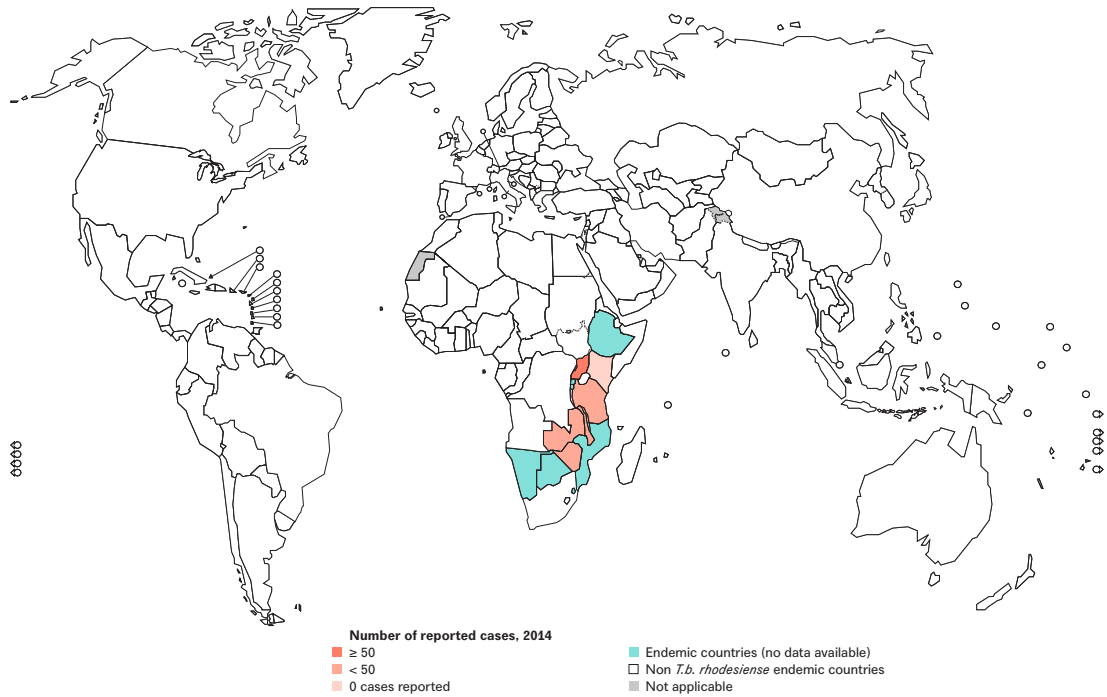 Number of reported cases, 2014
≥ 50
< 50
0 cases reported
Endemic countries (no data available)
Non T.b. rhodesiense endemic countries
Not applicable